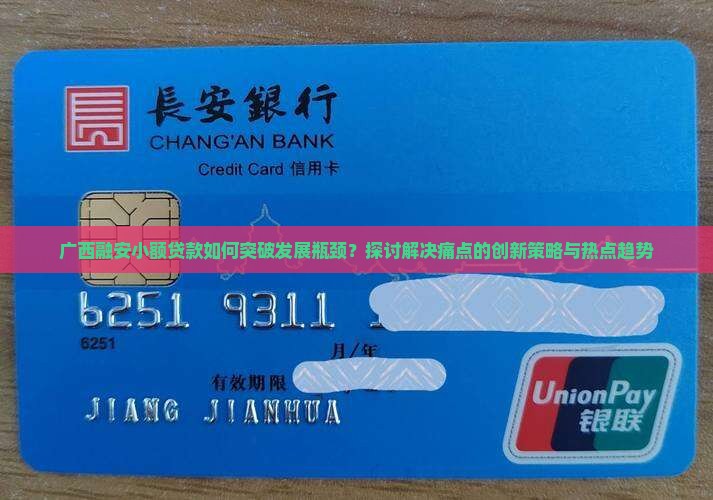 長安銀行
CHANG'AN BANK
Credit Card 信用卡
广西融安小额贷款如何突破发展瓶颈？探讨解决痛点的创新策略与热点趋势
6251 9311 1
6251
月/年
有效期限
JIANG JIANHUA
UnionPay
银联